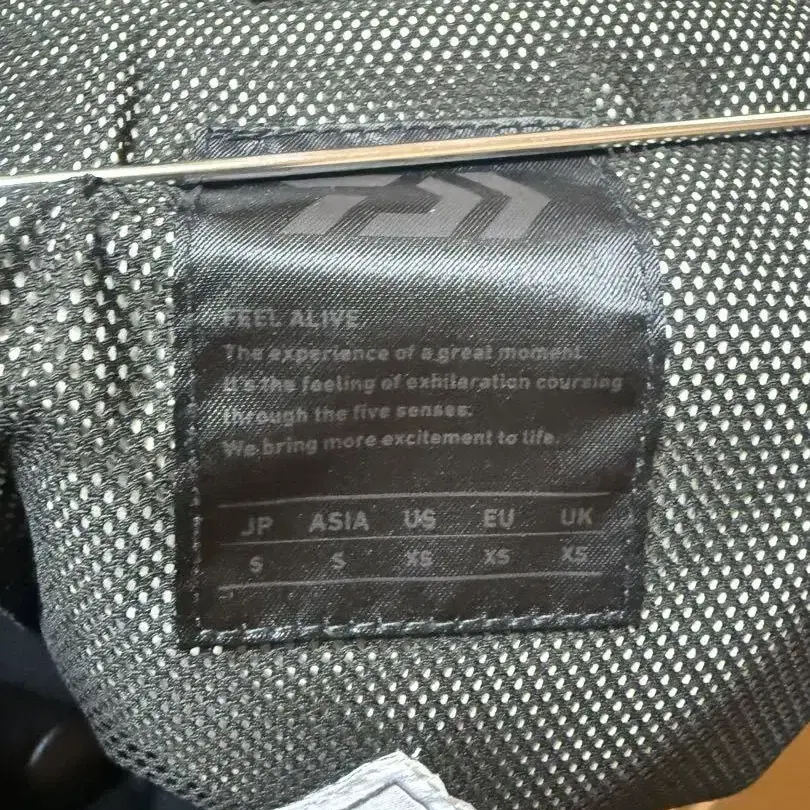 FEEL ALIVE.
The experience of a great moment.
It's the feeling of exhilaration coursing
through the five senses.
We bring more excitement to life.
JP ASIA US EU UK
S S XS XS XS